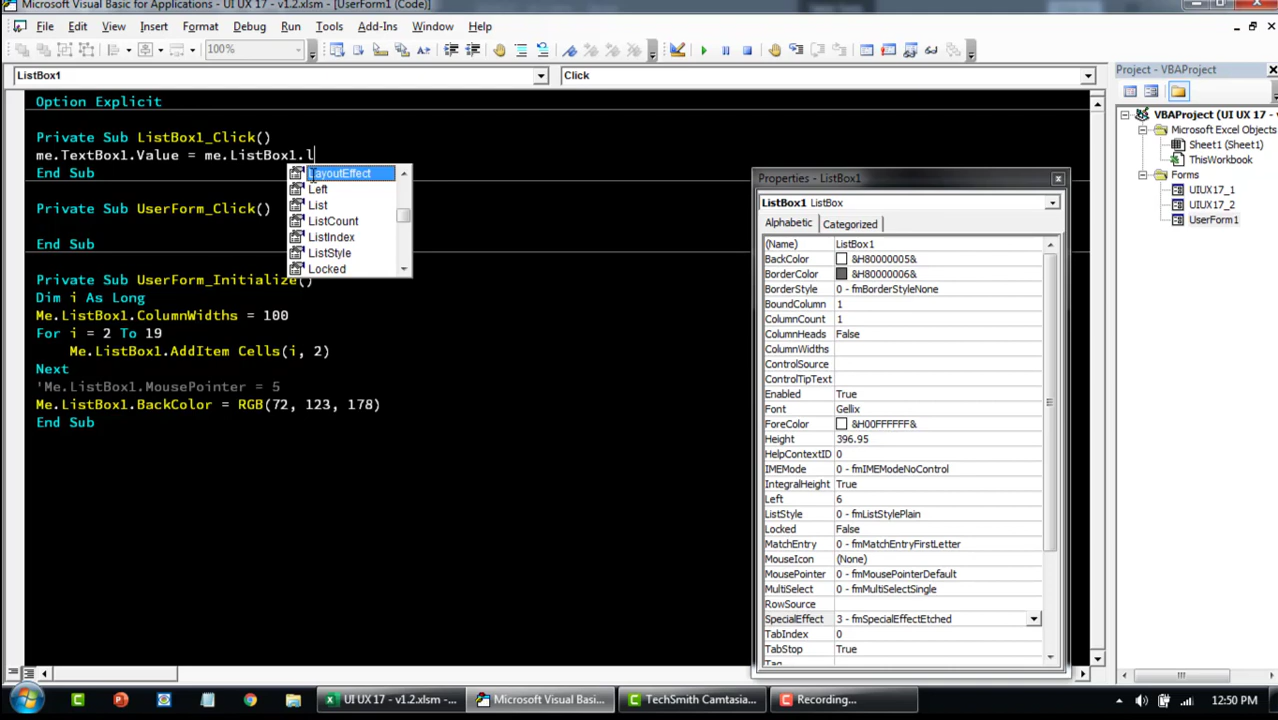 Microsoft Visual Basic for Applications - UI UX 17 - v1.2.xlsm - [UserForm1 (Code)]
File Edit View Insert Format Debug Run Tools Add-Ins Window Help
100%
ListBox1 Click
Option Explicit
Private Sub ListBox1_Click()
me.TextBox1.Value = me.ListBox1.l
End Sub
LayoutEffect
Left
List
ListCount
ListIndex
ListStyle
Locked
Private Sub UserForm_Click()
End Sub
Private Sub UserForm_Initialize()
Dim i As Long
Me.ListBox1.ColumnWidths = 100
For i = 2 To 19
Me.ListBox1.AddItem Cells(i, 2)
Next
'Me.ListBox1.MousePointer = 5
Me.ListBox1.BackColor = RGB(72, 123, 178)
End Sub
Properties - ListBox1
ListBox1 ListBox
Alphabetic Categorized
(Name) ListBox1
BackColor &H80000005&
BorderColor &H80000006&
BorderStyle 0 - fmBorderStyleNone
BoundColumn 1
ColumnCount 1
ColumnHeads False
ColumnWidths
ControlSource
ControlTipText
Enabled True
Font Gellix
ForeColor &H00FFFFFF&
Height 396.95
HelpContextID 0
IMEMode 0 - fmIMEModeNoControl
IntegralHeight True
Left 6
ListStyle 0 - fmListStylePlain
Locked False
MatchEntry 0 - fmMatchEntryFirstLetter
MouseIcon (None)
MousePointer 0 - fmMousePointerDefault
MultiSelect 0 - fmMultiSelectSingle
RowSource
SpecialEffect 3 - fmSpecialEffectEtched
TabIndex 0
TabStop True
Tag
Project - VBAProject
VBAProject (UI UX 17 -
Microsoft Excel Objects
Sheet1 (Sheet1)
ThisWorkbook
Forms
UIUX17_1
UIUX17_2
UserForm1
UI UX 17 - v1.2.xlsm -...
Microsoft Visual Basi...
TechSmith Camtasia...
Recording...
12:50 PM